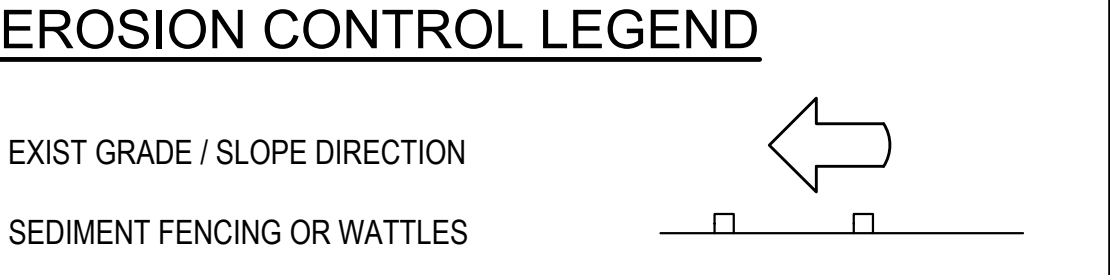 EROSION CONTROL LEGEND
EXIST GRADE / SLOPE DIRECTION
SEDIMENT FENCING OR WATTLES